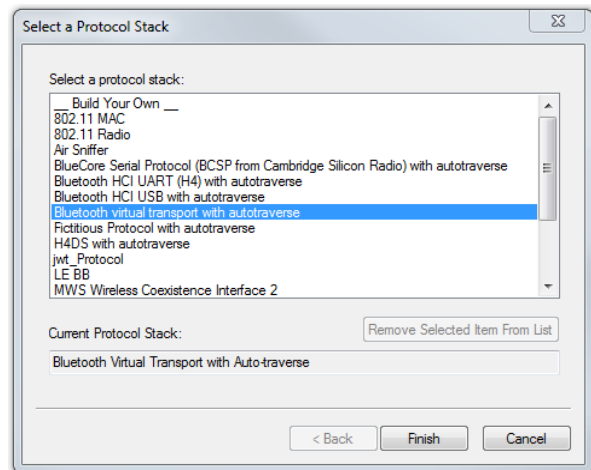 Select a Protocol Stack
Select a protocol stack:
__ Build Your Own __
802.11 MAC
802.11 Radio
Air Sniffer
BlueCore Serial Protocol (BCSP from Cambridge Silicon Radio) with autotraverse
Bluetooth HCI UART (H4) with autotraverse
Bluetooth HCI USB with autotraverse
Bluetooth virtual transport with autotraverse
Fictitious Protocol with autotraverse
H4DS with autotraverse
jwt_Protocol
LE BB
MWS Wireless Coexistence Interface 2
Current Protocol Stack:
Remove Selected Item From List
Bluetooth Virtual Transport with Auto-traverse
< Back
Finish
Cancel